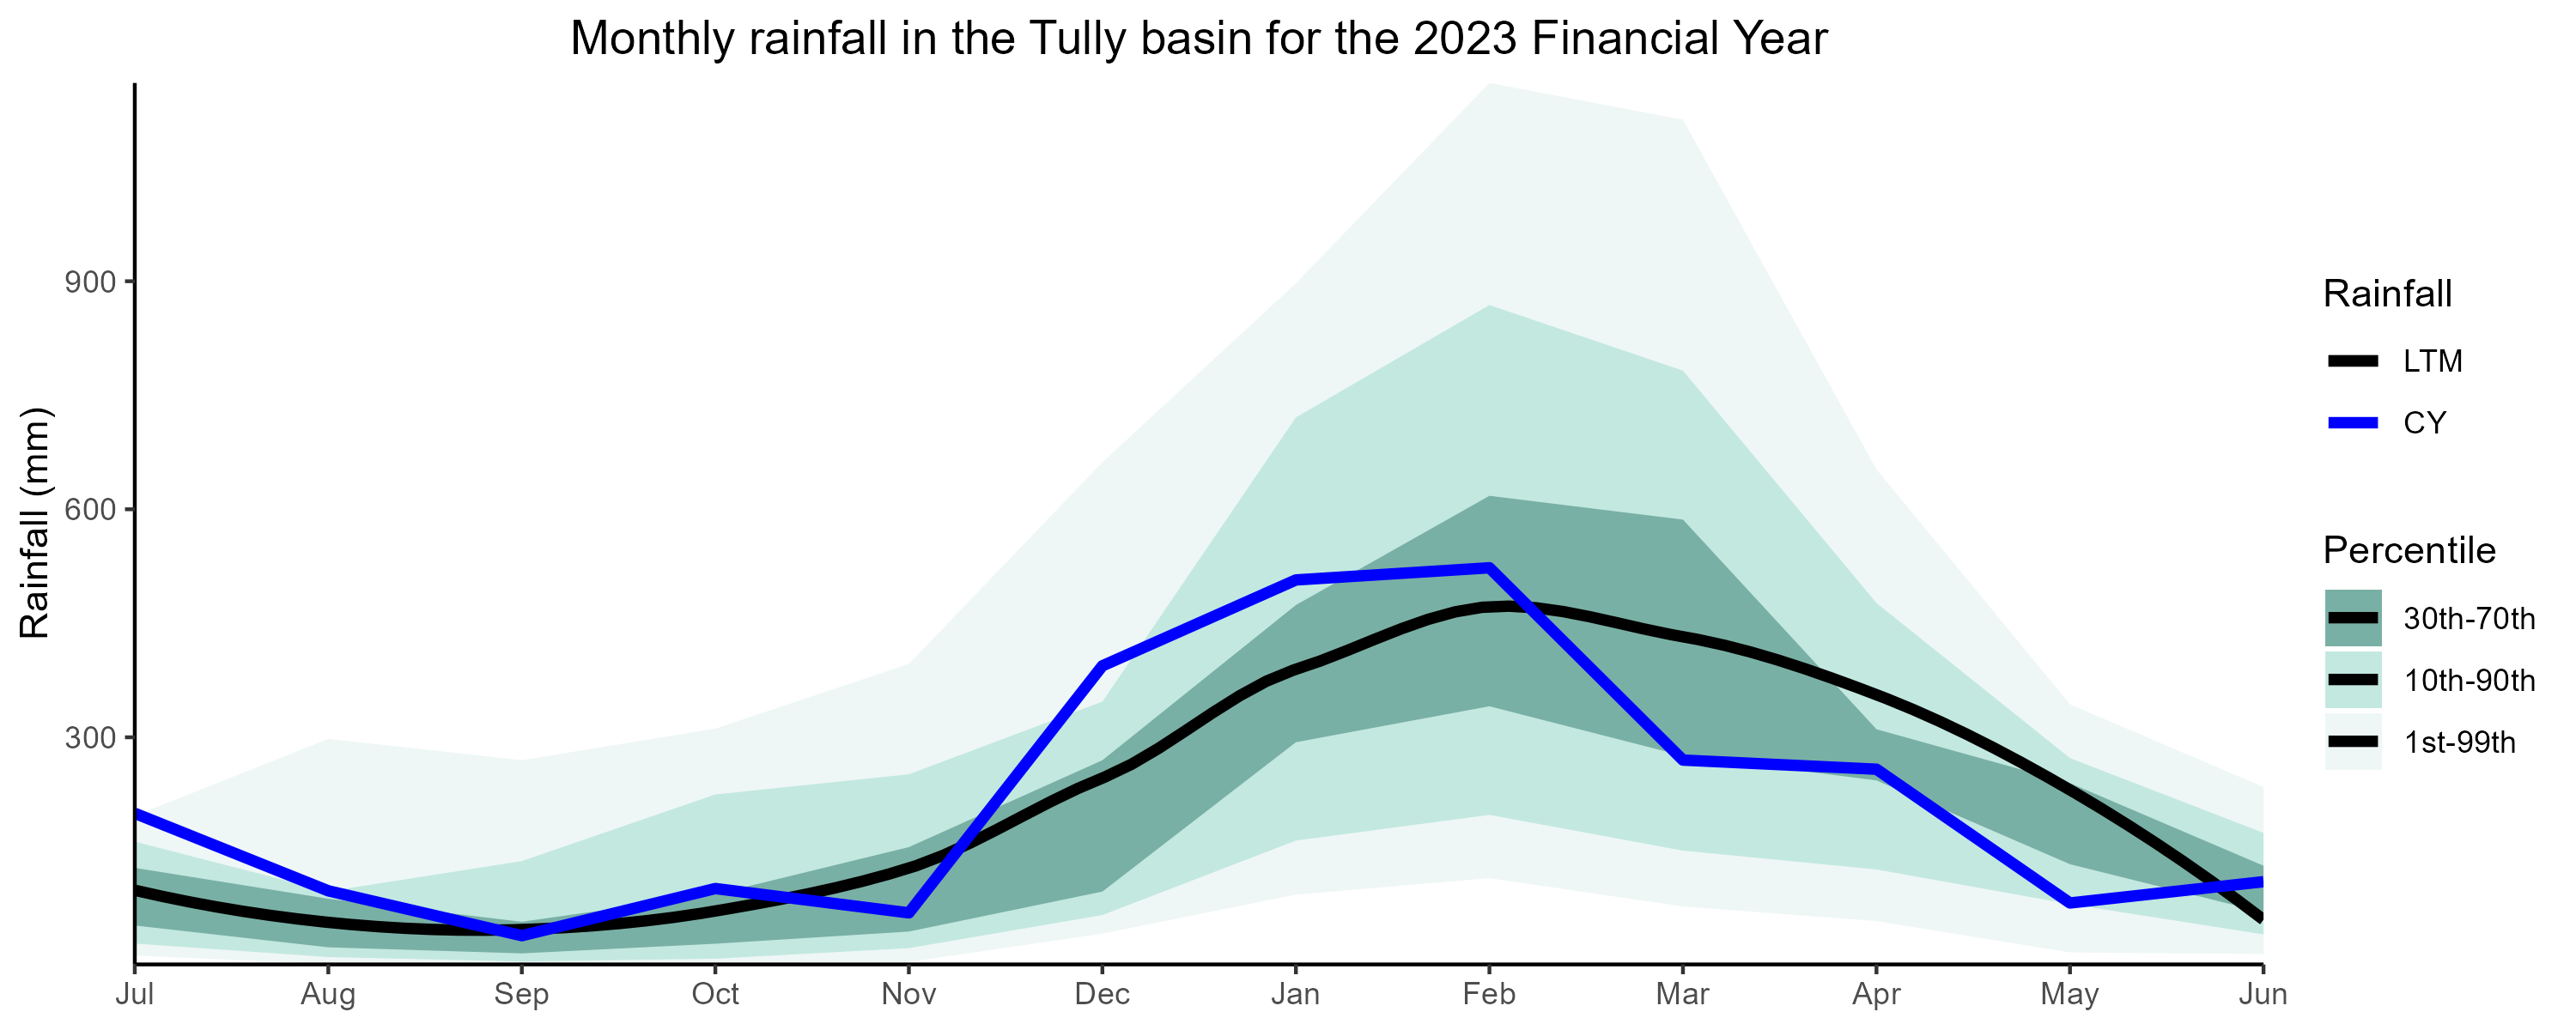 Monthly rainfall in the Tully basin for the 2023 Financial Year
Rainfall (mm)
900
600
300
Jul Aug Sep Oct Nov Dec Jan Feb Mar Apr May Jun
Rainfall
LTM
CY
Percentile
30th-70th
10th-90th
1st-99th